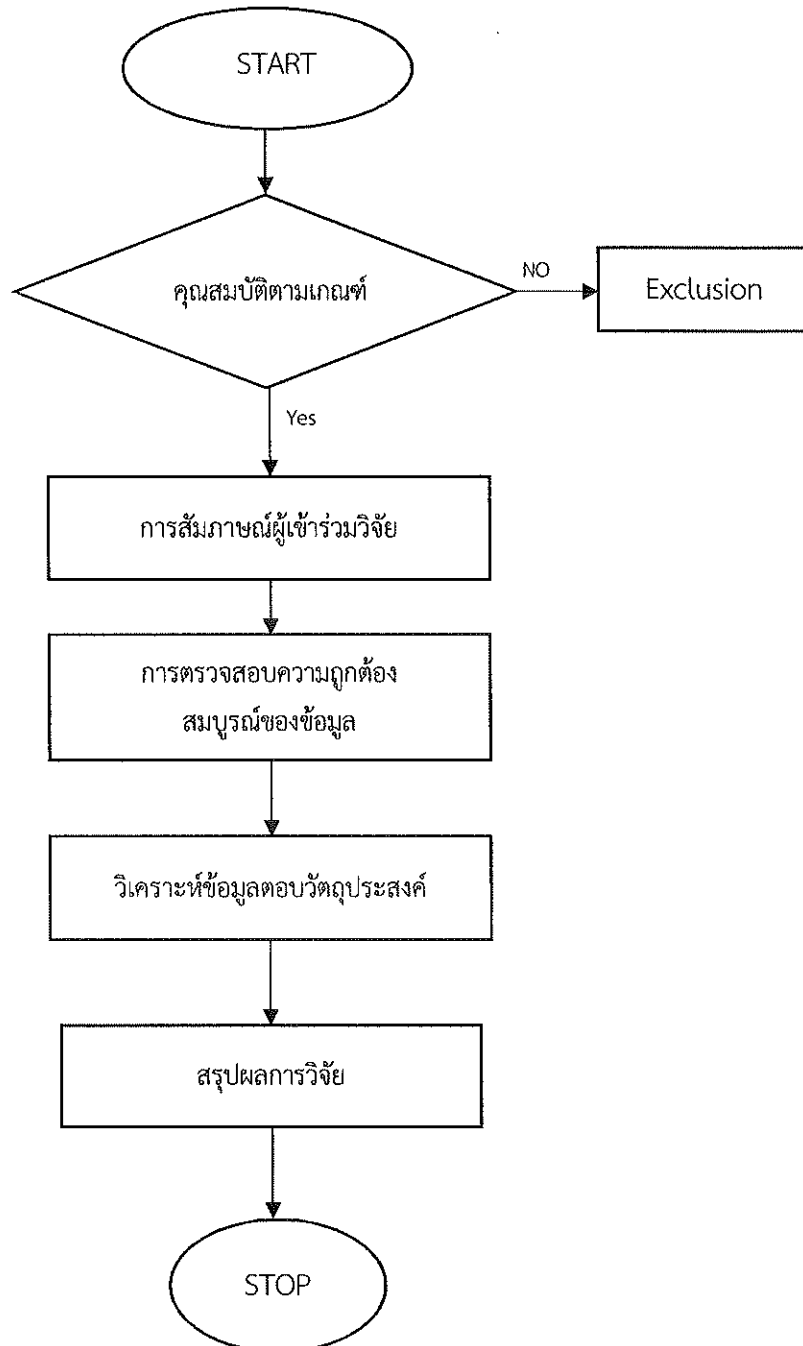 START
คุณสมบัติตามเกณฑ์
NO
Exclusion
Yes
การสัมภาษณ์ผู้เข้าร่วมวิจัย
การตรวจสอบความถูกต้อง
สมบูรณ์ของข้อมูล
วิเคราะห์ข้อมูลตอบวัตถุประสงค์
สรุปผลการวิจัย
STOP